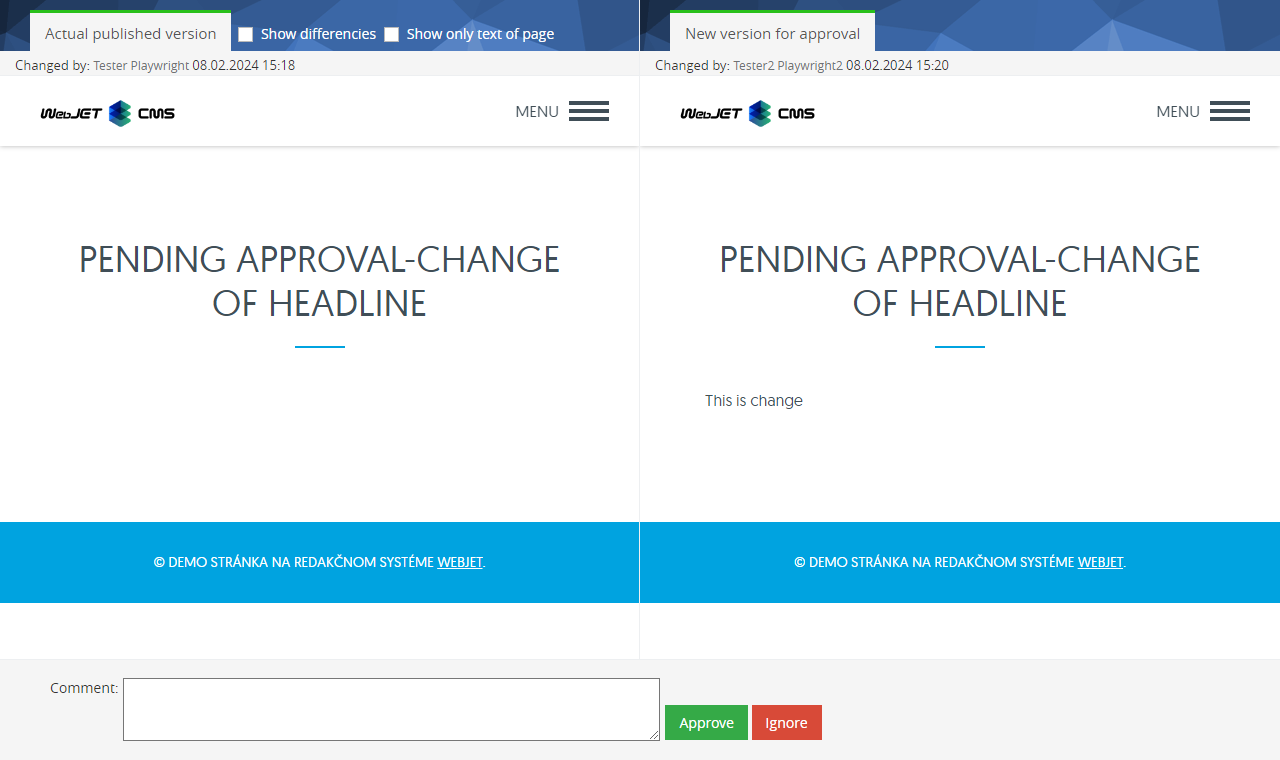 Actual published version
Show differences
Show only text of page
New version for approval
Changed by: Tester Playwright 08.02.2024 15:18
Changed by: Tester2 Playwright2 08.02.2024 15:20
WebJET CMS
MENU
WebJET CMS
MENU
PENDING APPROVAL-CHANGE
OF HEADLINE
PENDING APPROVAL-CHANGE
OF HEADLINE
This is change
© DEMO STRÁNKA NA REDAKČNOM SYSTÉME WEBJET.
© DEMO STRÁNKA NA REDAKČNOM SYSTÉME WEBJET.
Comment:
Approve
Ignore